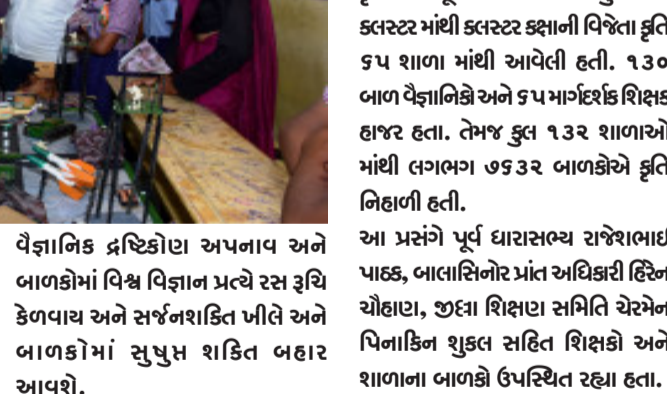 વૈજ્ઞાનિક દ્રષ્ટિકોણ અપનાવ અને
બાળકોમાં વિશ્વ વિજ્ઞાન પ્રત્યે રસ રૂચિ
કેળવાય અને સર્જનશક્તિ ખીલે અને
બાળકોમાં સુષુપ્ત શક્તિ બહાર
આવશે.
કલસ્ટર માંથી કલસ્ટર કક્ષાની વિજેતા કૃતિ
૬૫ શાળા માંથી આવેલી હતી. ૧૩૦
બાળ વૈજ્ઞાનિકો અને ૬૫ માર્ગદર્શક શિક્ષક
હાજર હતા. તેમજ કુલ ૧૩૨ શાળાઓ
માંથી લગભગ ૭૬૩૨ બાળકોએ કૃતિ
નિહાળી હતી.
આ પ્રસંગે પૂર્વ ધારાસભ્ય રાજેશભાઈ
પાઠક, બાલાસિનોર પ્રાંત અધિકારી હિરેન
ચૌહાણ, જીલ્લા શિક્ષણ સમિતિ ચેરમેન
પિનાકિન શુકલ સહિત શિક્ષકો અને
શાળાના બાળકો ઉપસ્થિત રહ્યા હતા.